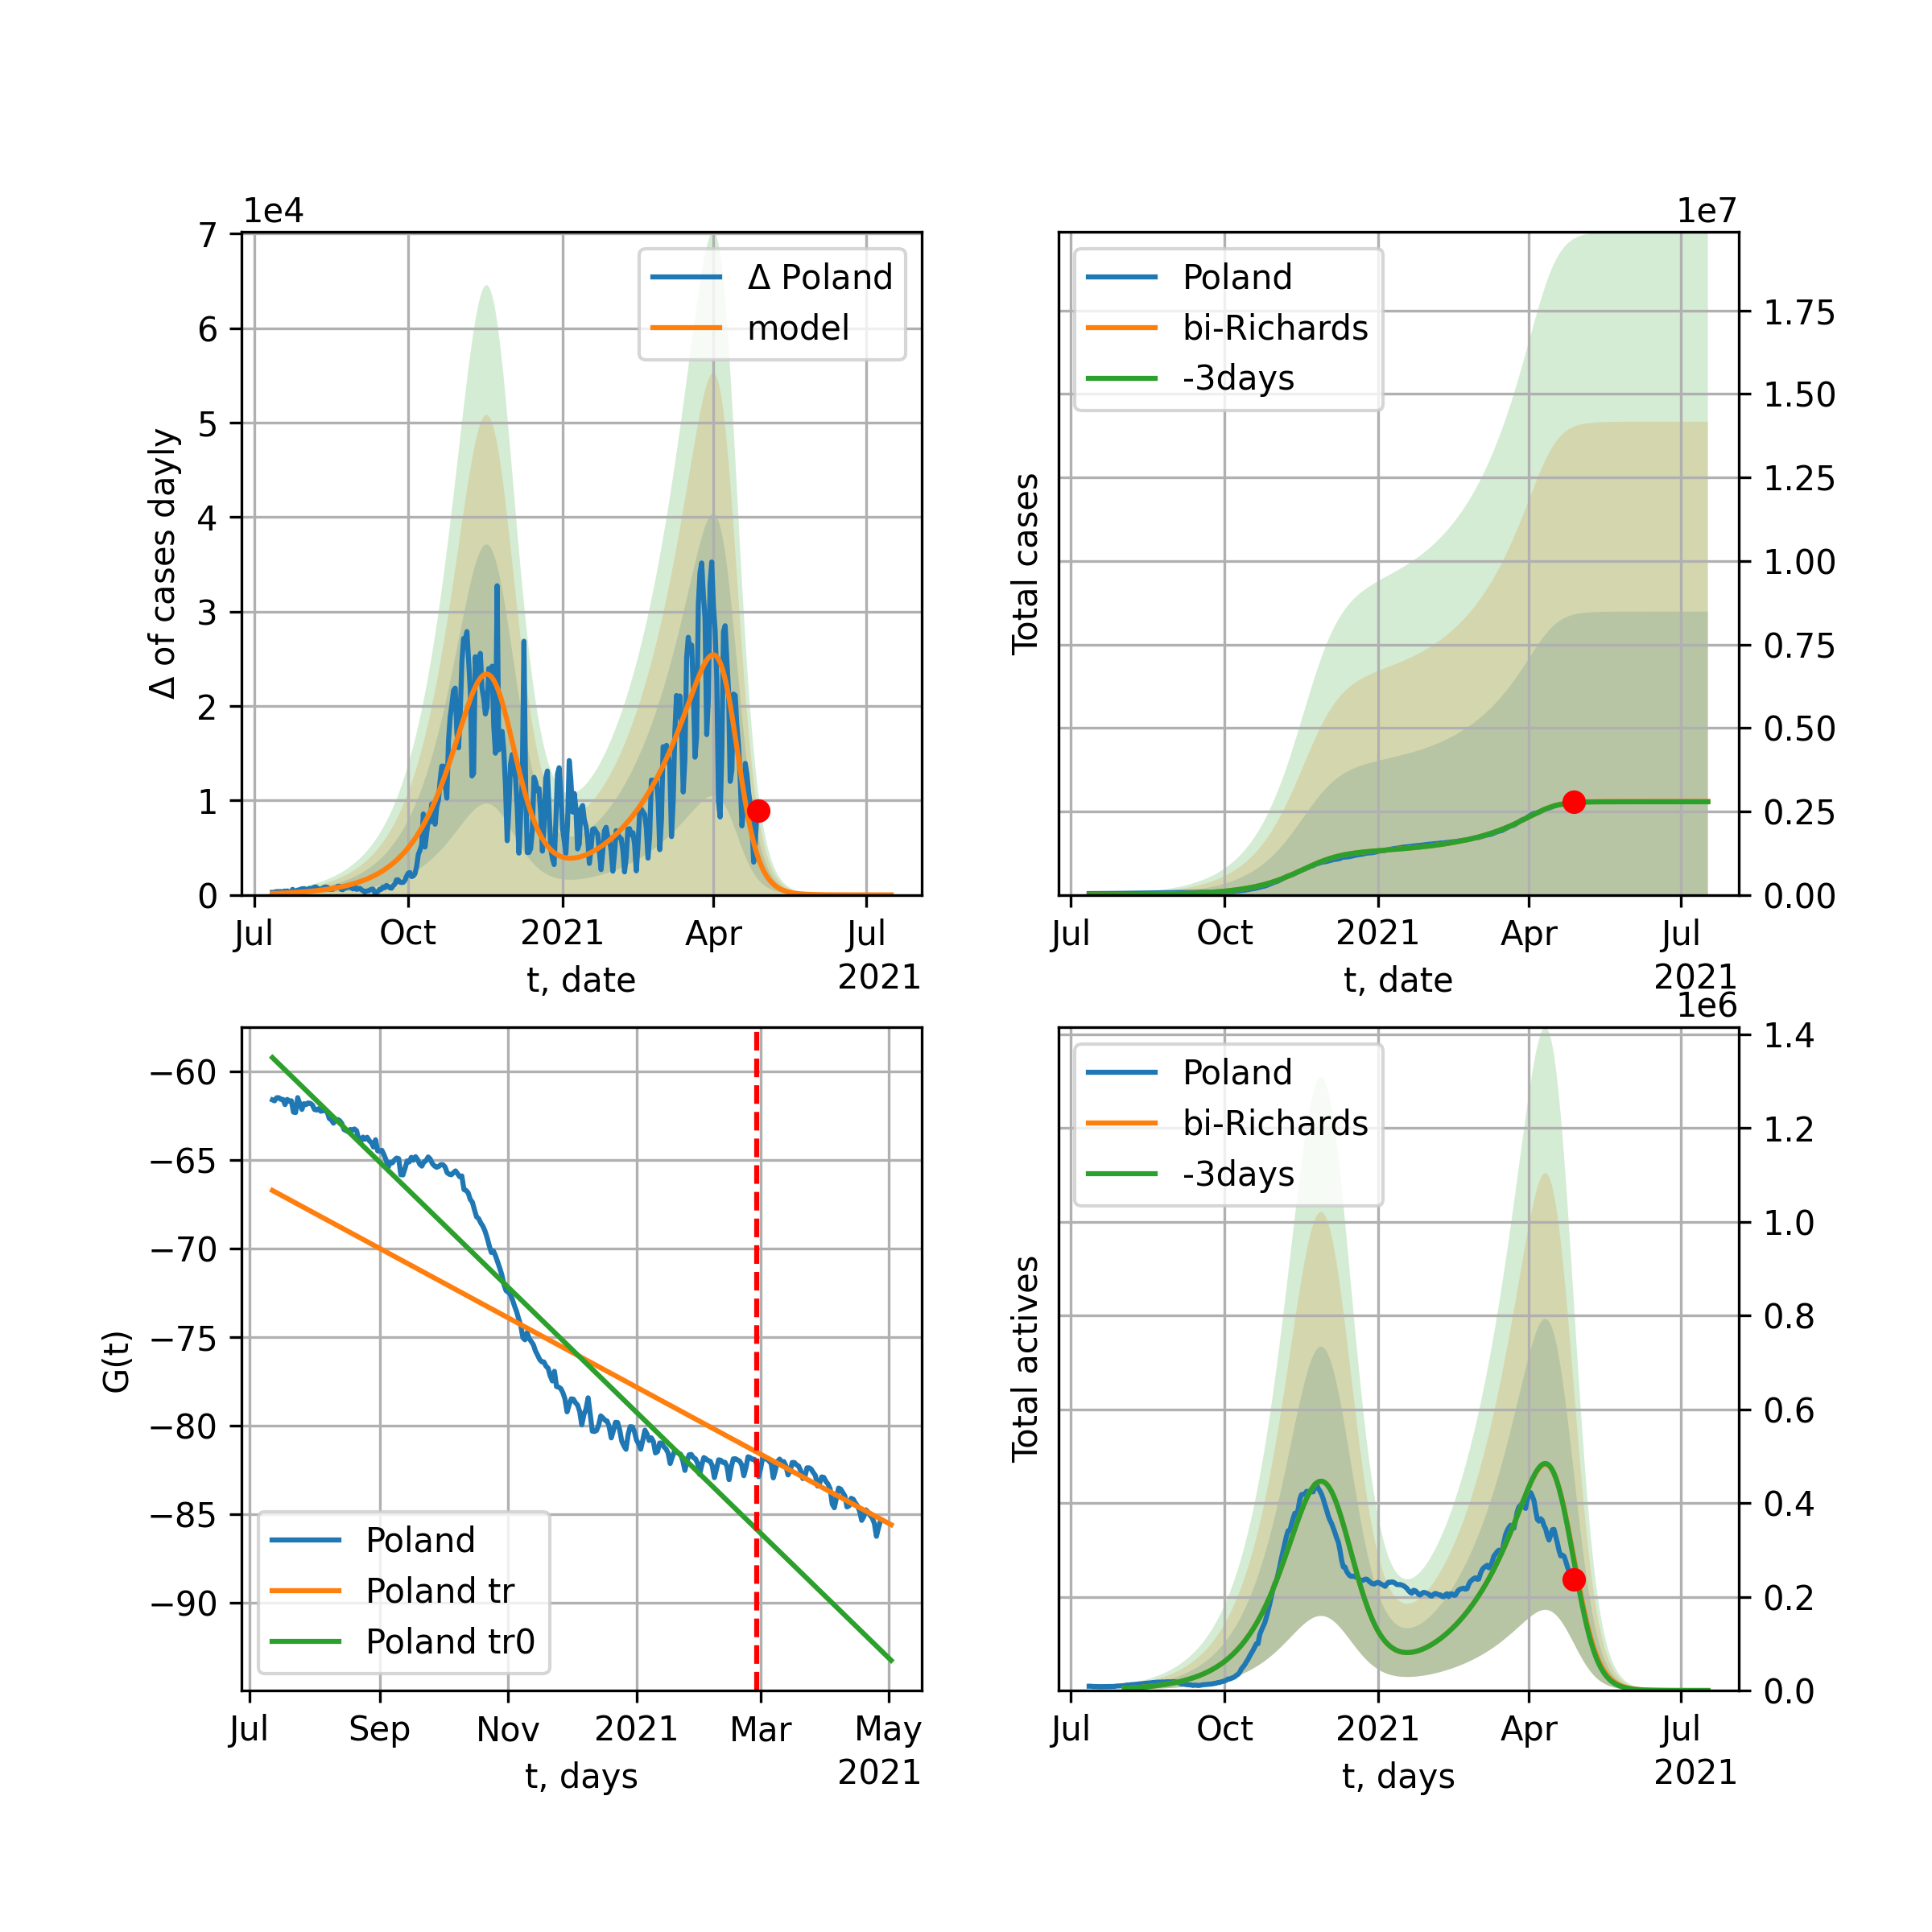 1e4
7
6
5
4
3
2
1
0
Δ of cases dayly
Δ Poland
model
Jul
Oct
2021
Apr
Jul
2021
t, date
1e7
Total cases
Poland
bi-Richards
-3days
1.75
1.50
1.25
1.00
0.75
0.50
0.25
0.00
Jul
Oct
2021
Apr
Jul
2021
t, date
G(t)
−60
−65
−70
−75
−80
−85
−90
Poland
Poland tr
Poland tr0
Jul
Sep
Nov
2021
Mar
May
2021
t, days
1e6
Total actives
Poland
bi-Richards
-3days
1.4
1.2
1.0
0.8
0.6
0.4
0.2
0.0
Jul
Oct
2021
Apr
Jul
2021
t, days